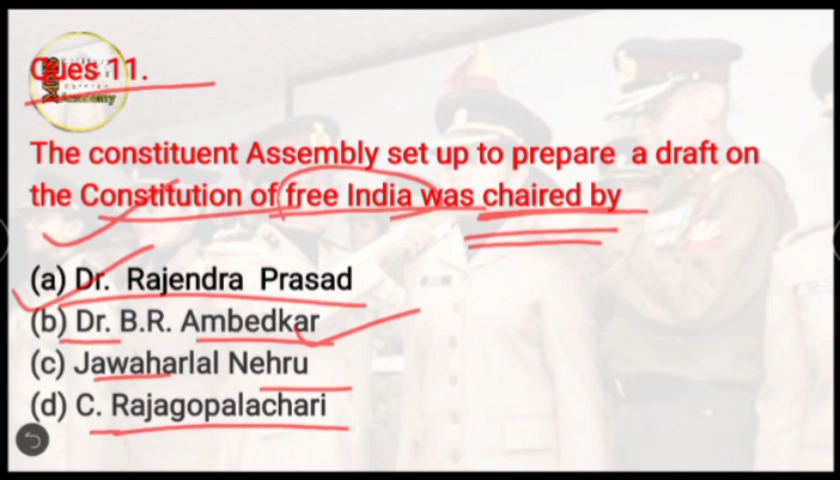 Ques 11.
The constituent Assembly set up to prepare a draft on
the Constitution of free India was chaired by
(a) Dr. Rajendra Prasad
(b) Dr. B.R. Ambedkar
(c) Jawaharlal Nehru
(d) C. Rajagopalachari